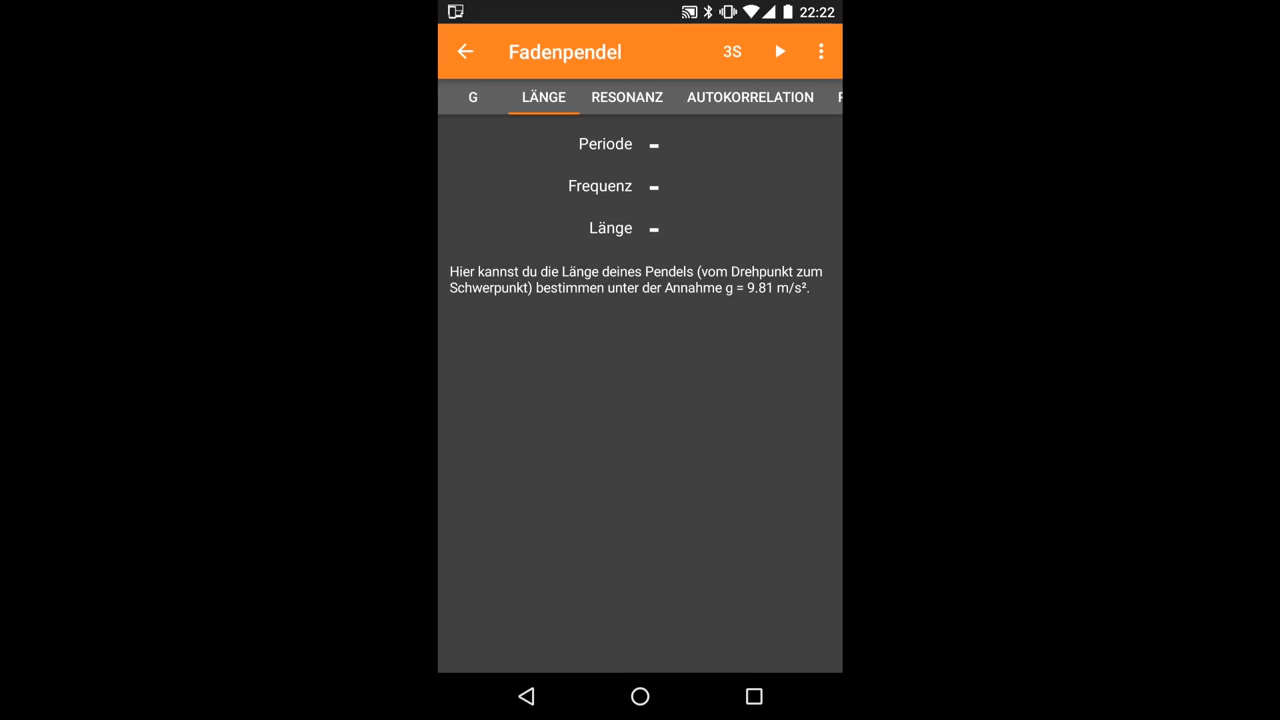 22:22
Fadenpendel 3S
G LÄNGE RESONANZ AUTOKORRELATION
Periode -
Frequenz -
Länge -
Hier kannst du die Länge deines Pendels (vom Drehpunkt zum
Schwerpunkt) bestimmen unter der Annahme g = 9.81 m/s².